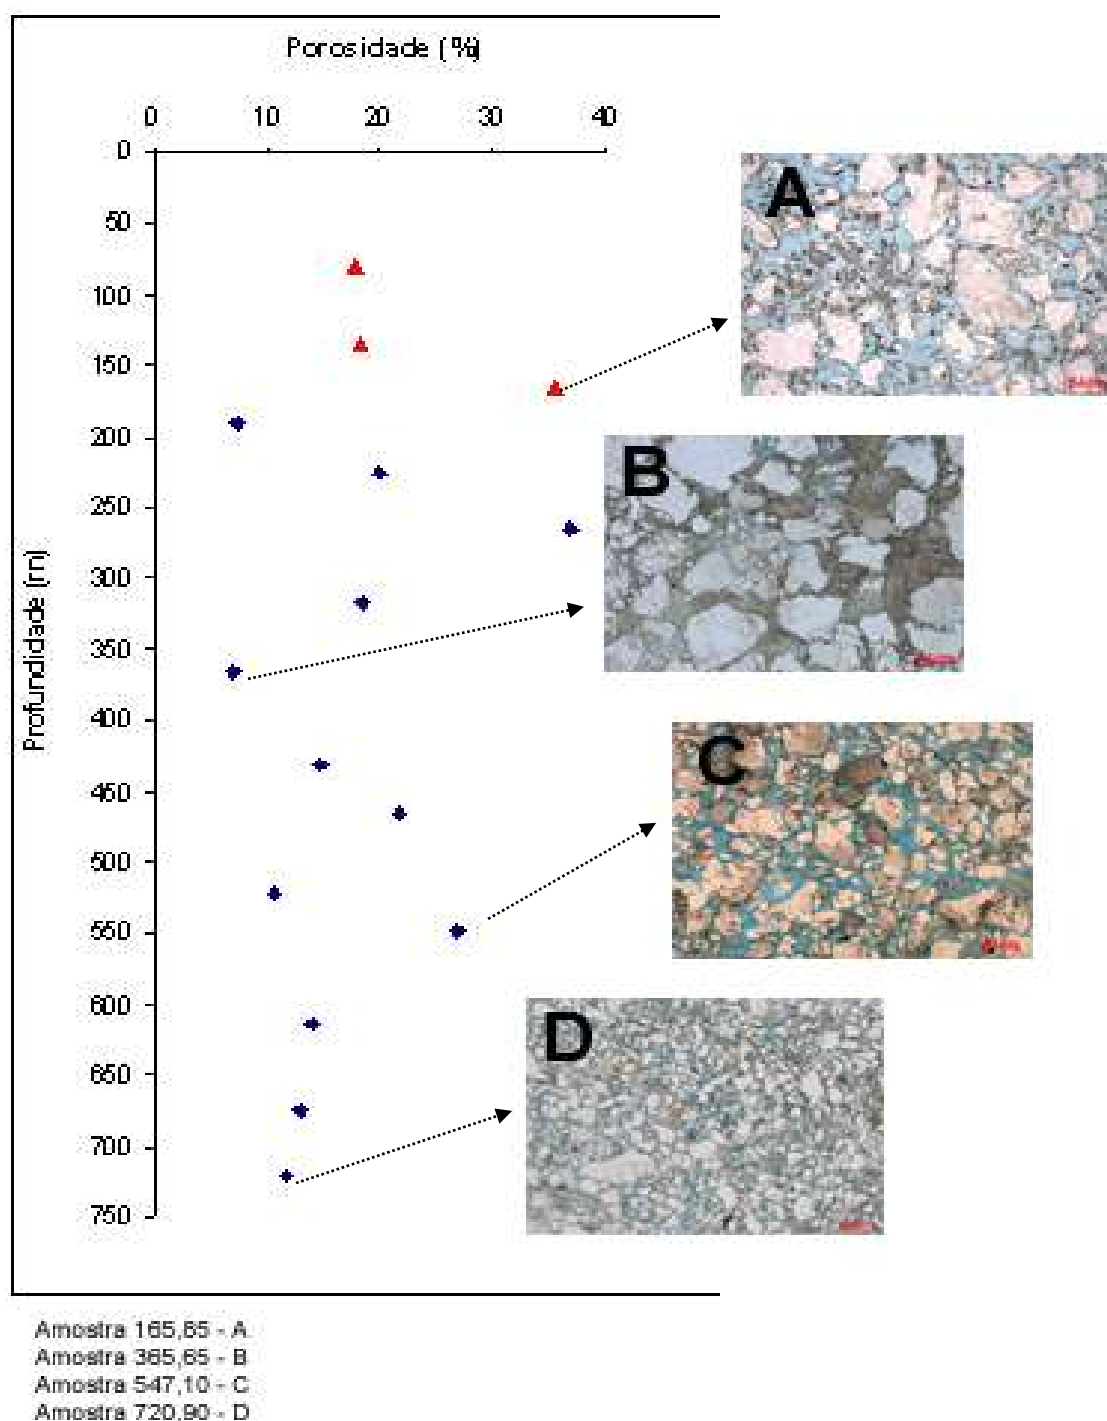 Porosidade (%)
0 10 20 30 40
0
50
100
150
200
250
300
350
400
450
500
550
600
650
700
750
Profundidade (m)
A
B
C
D
Amostra 165,65 - A
Amostra 365,65 - B
Amostra 547,10 - C
Amostra 720,90 - D